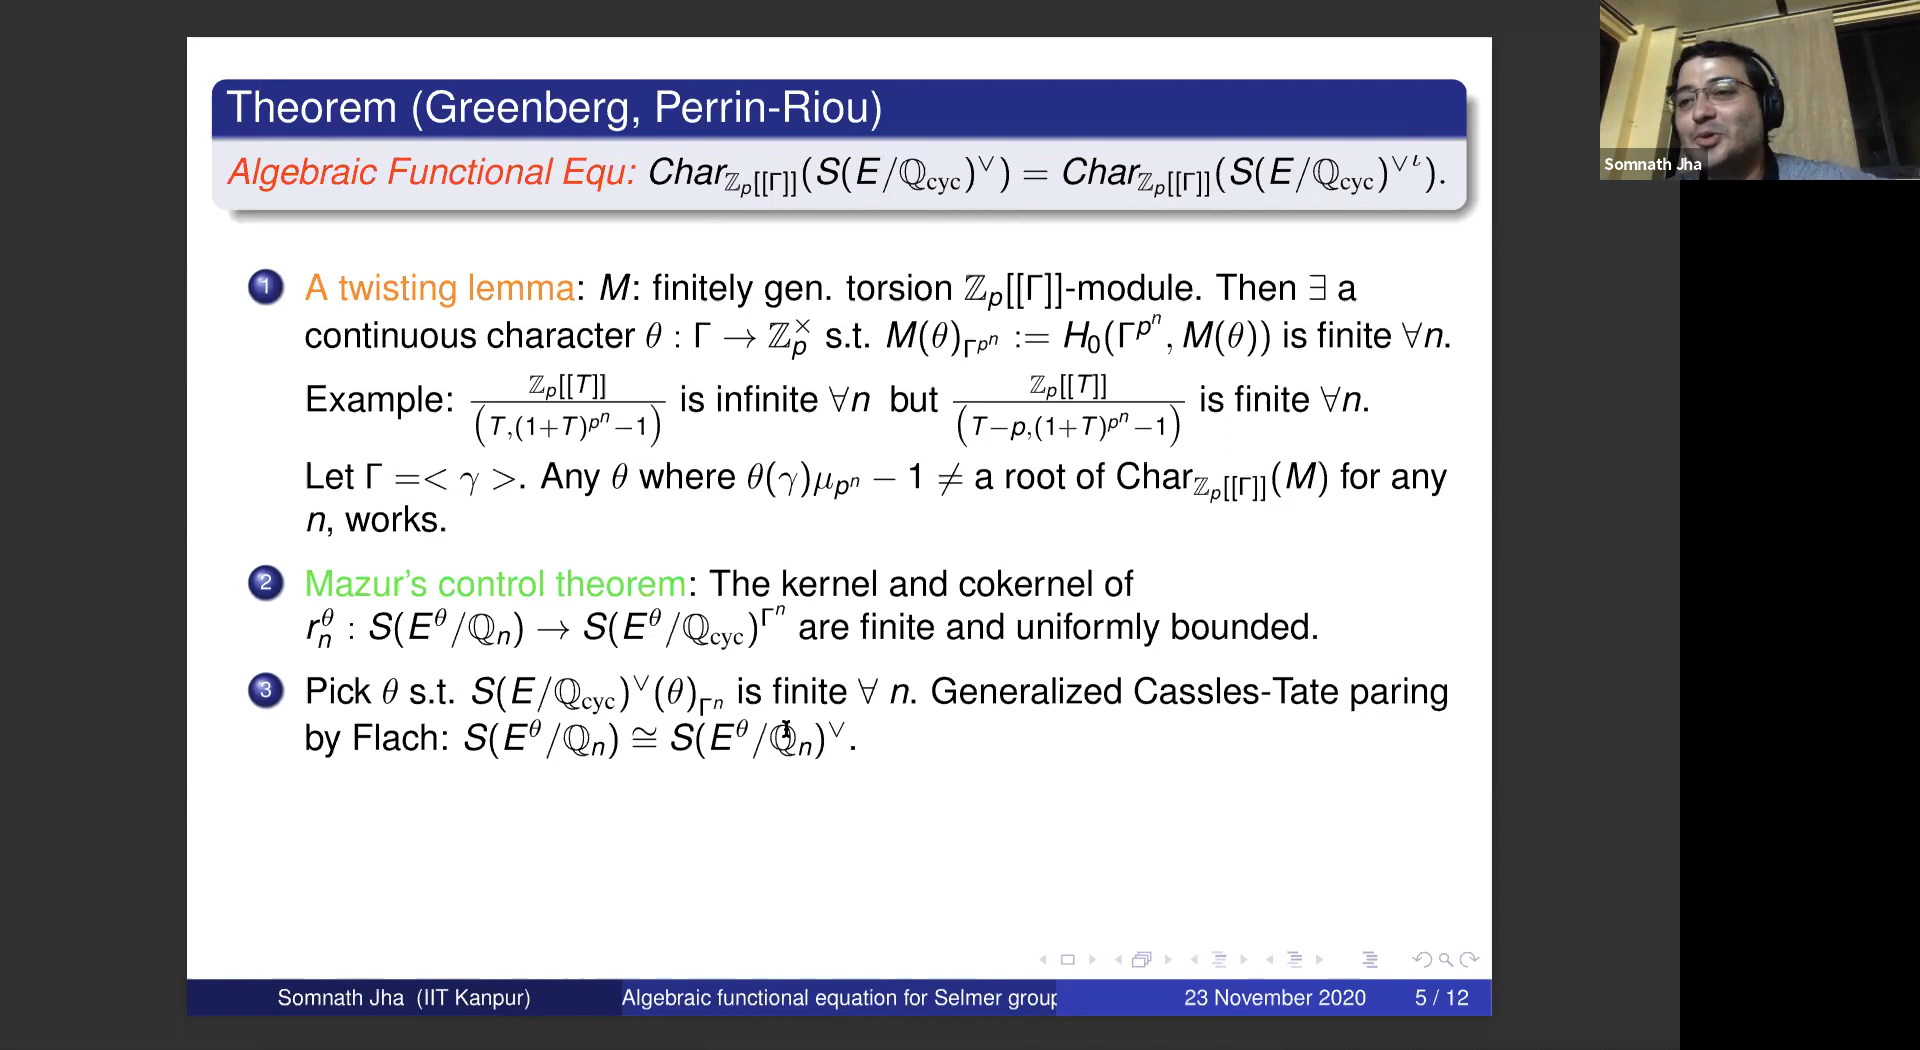 Theorem (Greenberg, Perrin-Riou)
Algebraic Functional Equ: Char_{ℤ_p[[Γ]]}(S(E/ℚ_cyc)^∨) = Char_{ℤ_p[[Γ]]}(S(E/ℚ_cyc)^{∨ι}).
1 A twisting lemma: M: finitely gen. torsion ℤ_p[[Γ]]-module. Then ∃ a
continuous character θ : Γ → ℤ_p^× s.t. M(θ)_{Γ^{p^n}} := H_0(Γ^{p^n}, M(θ)) is finite ∀n.
Example: ℤ_p[[T]]/(T,(1+T)^{p^n}−1) is infinite ∀n but ℤ_p[[T]]/(T−p,(1+T)^{p^n}−1) is finite ∀n.
Let Γ =< γ >. Any θ where θ(γ)μ_{p^n} − 1 ≠ a root of Char_{ℤ_p[[Γ]]}(M) for any
n, works.
2 Mazur's control theorem: The kernel and cokernel of
r_n^θ : S(E^θ/ℚ_n) → S(E^θ/ℚ_cyc)^{Γ^n} are finite and uniformly bounded.
3 Pick θ s.t. S(E/ℚ_cyc)^∨(θ)_{Γ^n} is finite ∀ n. Generalized Cassles-Tate paring
by Flach: S(E^θ/ℚ_n) ≅ S(E^θ/ℚ_n)^∨.
Somnath Jha (IIT Kanpur) Algebraic functional equation for Selmer group 23 November 2020 5 / 12
Somnath Jha